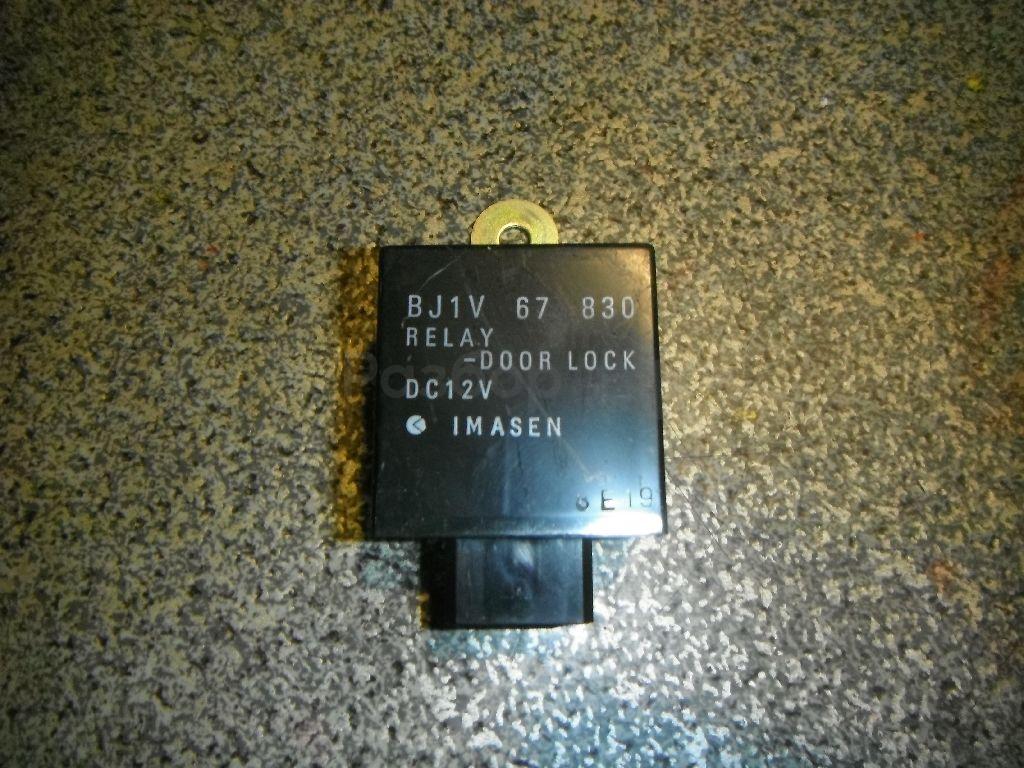 BJ1V 67 830
RELAY
-DOOR LOCK
DC12V
IMASEN
E19